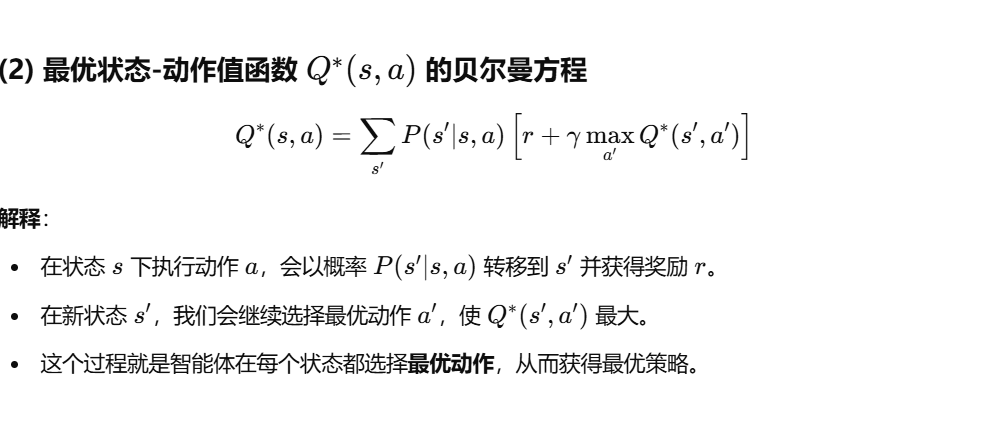 (2) 最优状态-动作值函数 Q*(s, a) 的贝尔曼方程
Q*(s, a) = ∑_{s′} P(s′|s, a) [r + γ max_{a′} Q*(s′, a′)]
解释：
• 在状态 s 下执行动作 a，会以概率 P(s′|s, a) 转移到 s′ 并获得奖励 r。
• 在新状态 s′，我们会继续选择最优动作 a′，使 Q*(s′, a′) 最大。
• 这个过程就是智能体在每个状态都选择最优动作，从而获得最优策略。